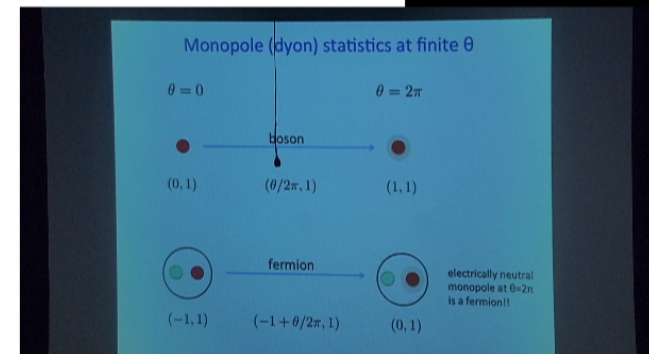 Monopole (dyon) statistics at finite θ
θ = 0
θ = 2π
boson
(0, 1)
(θ/2π, 1)
(1, 1)
fermion
electrically neutral
monopole at θ=2π
is a fermion!!
(−1, 1)
(−1 + θ/2π, 1)
(0, 1)